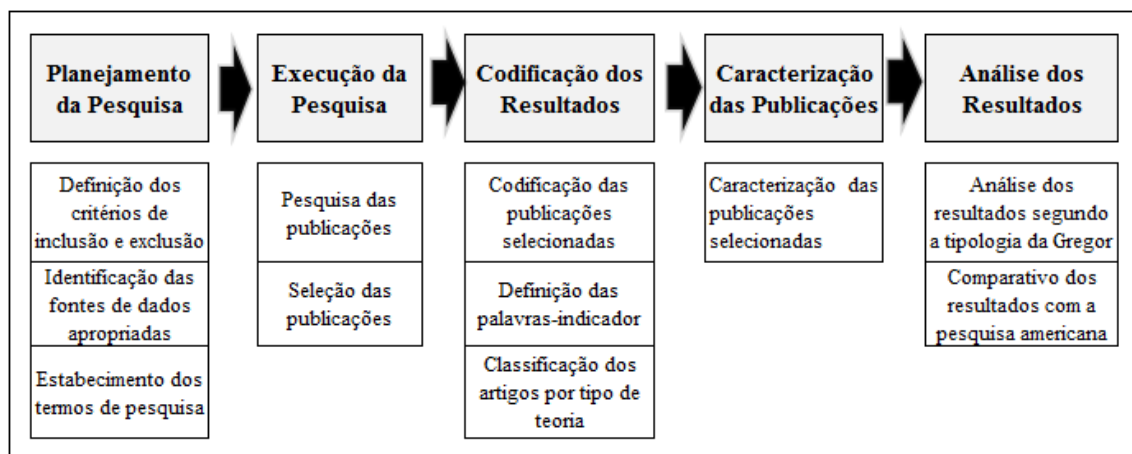 Planejamento
da Pesquisa
Execução da
Pesquisa
Codificação dos
Resultados
Caracterização
das Publicações
Análise dos
Resultados
Definição dos
critérios de
inclusão e exclusão
Identificação das
fontes de dados
apropriadas
Estabecimento dos
termos de pesquisa
Pesquisa das
publicações
Seleção das
publicações
Codificação das
publicações
selecionadas
Definição das
palavras-indicador
Classificação dos
artigos por tipo de
teoria
Caracterização das
publicações
selecionadas
Análise dos
resultados segundo
a tipologia da Gregor
Comparativo dos
resultados com a
pesquisa americana